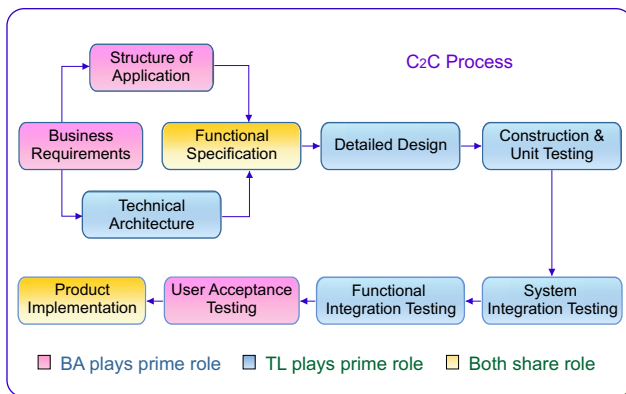 C2C Process
Structure of
Application
Business
Requirements
Functional
Specification
Detailed Design
Construction &
Unit Testing
Technical
Architecture
Product
Implementation
User Acceptance
Testing
Functional
Integration Testing
System
Integration Testing
BA plays prime role
TL plays prime role
Both share role